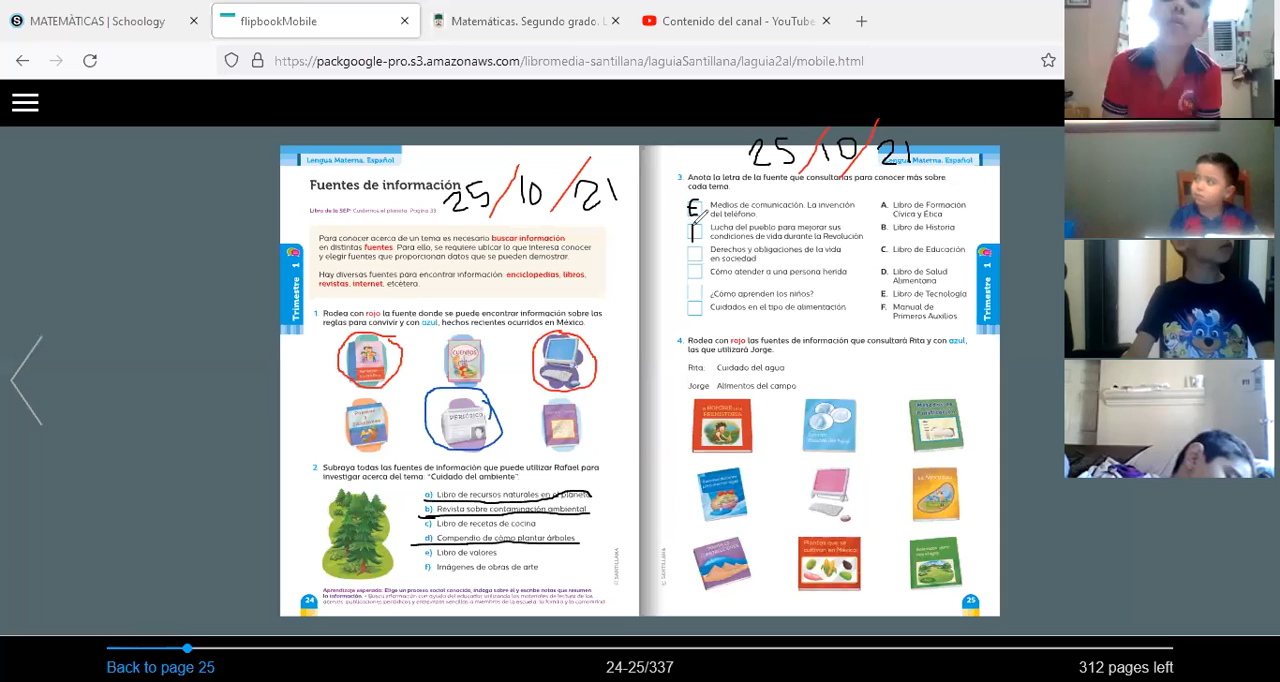 MATEMÀTICAS | Schoology
flipbookMobile
Matemáticas. Segundo grado. L
Contenido del canal - YouTube
https://packgoogle-pro.s3.amazonaws.com/libromedia-santillana/laguiaSantillana/laguia2al/mobile.html
Lengua Materna. Español
Fuentes de información
25/10/21
Libro de la SEP: Cuidemos el planeta. Página 33
Para conocer acerca de un tema es necesario buscar información
en distintas fuentes. Para ello, se requiere ubicar lo que interesa conocer
y elegir fuentes que proporcionan datos que se pueden demostrar.
Hay diversas fuentes para encontrar información: enciclopedias, libros,
revistas, internet, etcétera.
Trimestre 1
1 Rodea con rojo la fuente donde se puede encontrar información sobre las
reglas para convivir y con azul, hechos recientes ocurridos en México.
CUENTOS
PERIÓDICO
2 Subraya todas las fuentes de información que puede utilizar Rafael para
investigar acerca del tema: "Cuidado del ambiente".
a) Libro de recursos naturales en el planeta
b) Revista sobre contaminación ambiental
c) Libro de recetas de cocina
d) Compendio de cómo plantar árboles
e) Libro de valores
f) Imágenes de obras de arte
© SANTILLANA
24
25/10/21
Lengua Materna. Español
3. Anota la letra de la fuente que consultarías para conocer más sobre
cada tema.
E Medios de comunicación. La invención
del teléfono.
Lucha del pueblo para mejorar sus
condiciones de vida durante la Revolución
Derechos y obligaciones de la vida
en sociedad
Cómo atender a una persona herida
¿Cómo aprenden los niños?
Cuidados en el tipo de alimentación
A. Libro de Formación
Cívica y Ética
B. Libro de Historia
C. Libro de Educación
D. Libro de Salud
Alimentaria
E. Libro de Tecnología
F. Manual de
Primeros Auxilios
Trimestre 1
4. Rodea con rojo las fuentes de información que consultará Rita y con azul,
las que utilizará Jorge.
Rita: Cuidado del agua
Jorge: Alimentos del campo
Plantas que se
cultivan en México
© SANTILLANA
25
Back to page 25
24-25/337
312 pages left